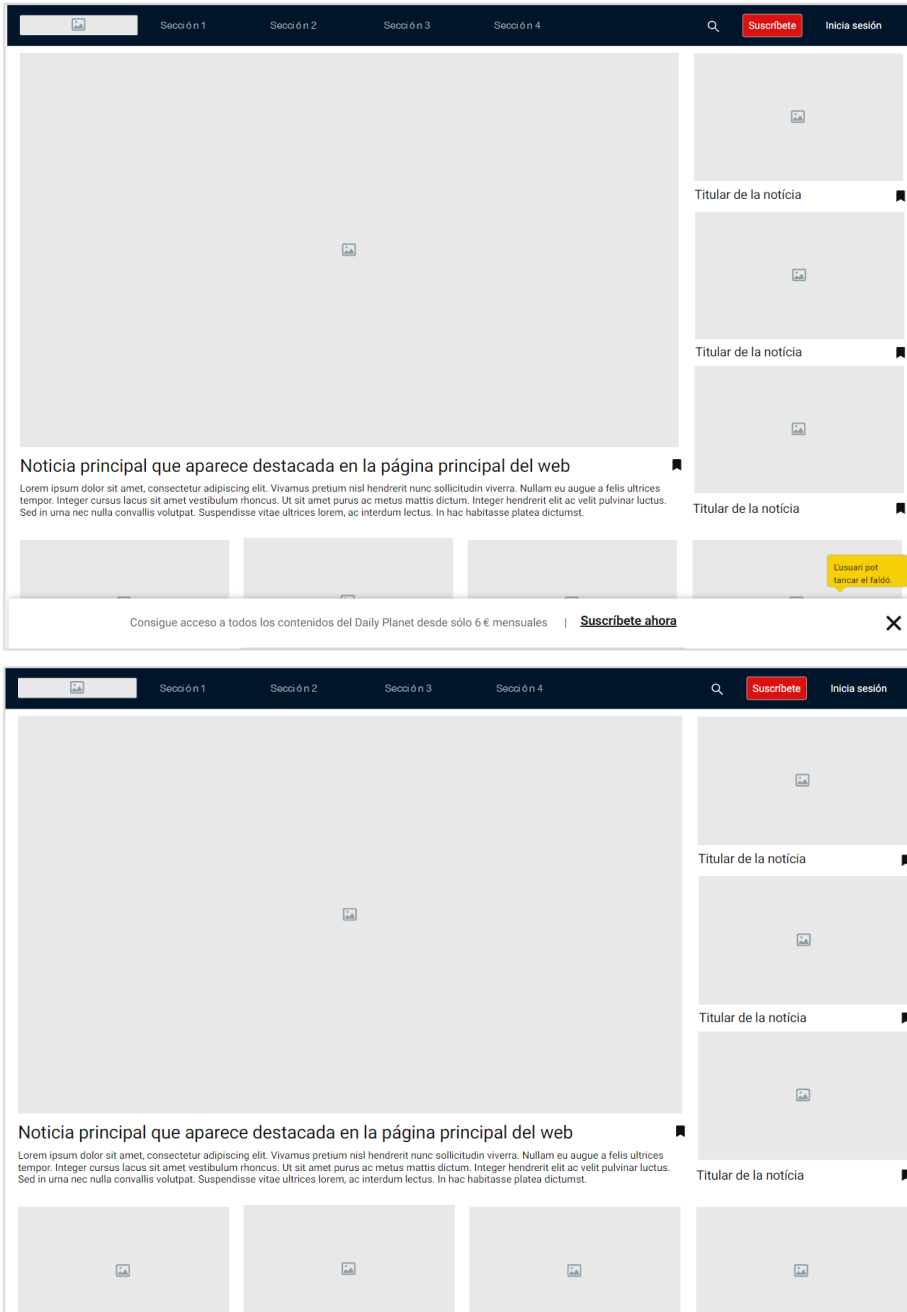 Sección 1
Sección 2
Sección 3
Sección 4
Suscríbete
Inicia sesión
Titular de la notícia
Titular de la notícia
Noticia principal que aparece destacada en la página principal del web
Lorem ipsum dolor sit amet, consectetur adipiscing elit. Vivamus pretium nisl hendrerit nunc sollicitudin viverra. Nullam eu augue a felis ultrices
tempor. Integer cursus lacus sit amet vestibulum rhoncus. Ut sit amet purus ac metus mattis dictum. Integer hendrerit elit ac velit pulvinar luctus.
Sed in urna nec nulla convallis volutpat. Suspendisse vitae ultrices lorem, ac interdum lectus. In hac habitasse platea dictumst.
Titular de la notícia
L'usuari pot
tancar el faldó.
Consigue acceso a todos los contenidos del Daily Planet desde sólo 6 € mensuales | Suscríbete ahora
Sección 1
Sección 2
Sección 3
Sección 4
Suscríbete
Inicia sesión
Titular de la notícia
Titular de la notícia
Noticia principal que aparece destacada en la página principal del web
Lorem ipsum dolor sit amet, consectetur adipiscing elit. Vivamus pretium nisl hendrerit nunc sollicitudin viverra. Nullam eu augue a felis ultrices
tempor. Integer cursus lacus sit amet vestibulum rhoncus. Ut sit amet purus ac metus mattis dictum. Integer hendrerit elit ac velit pulvinar luctus.
Sed in urna nec nulla convallis volutpat. Suspendisse vitae ultrices lorem, ac interdum lectus. In hac habitasse platea dictumst.
Titular de la notícia